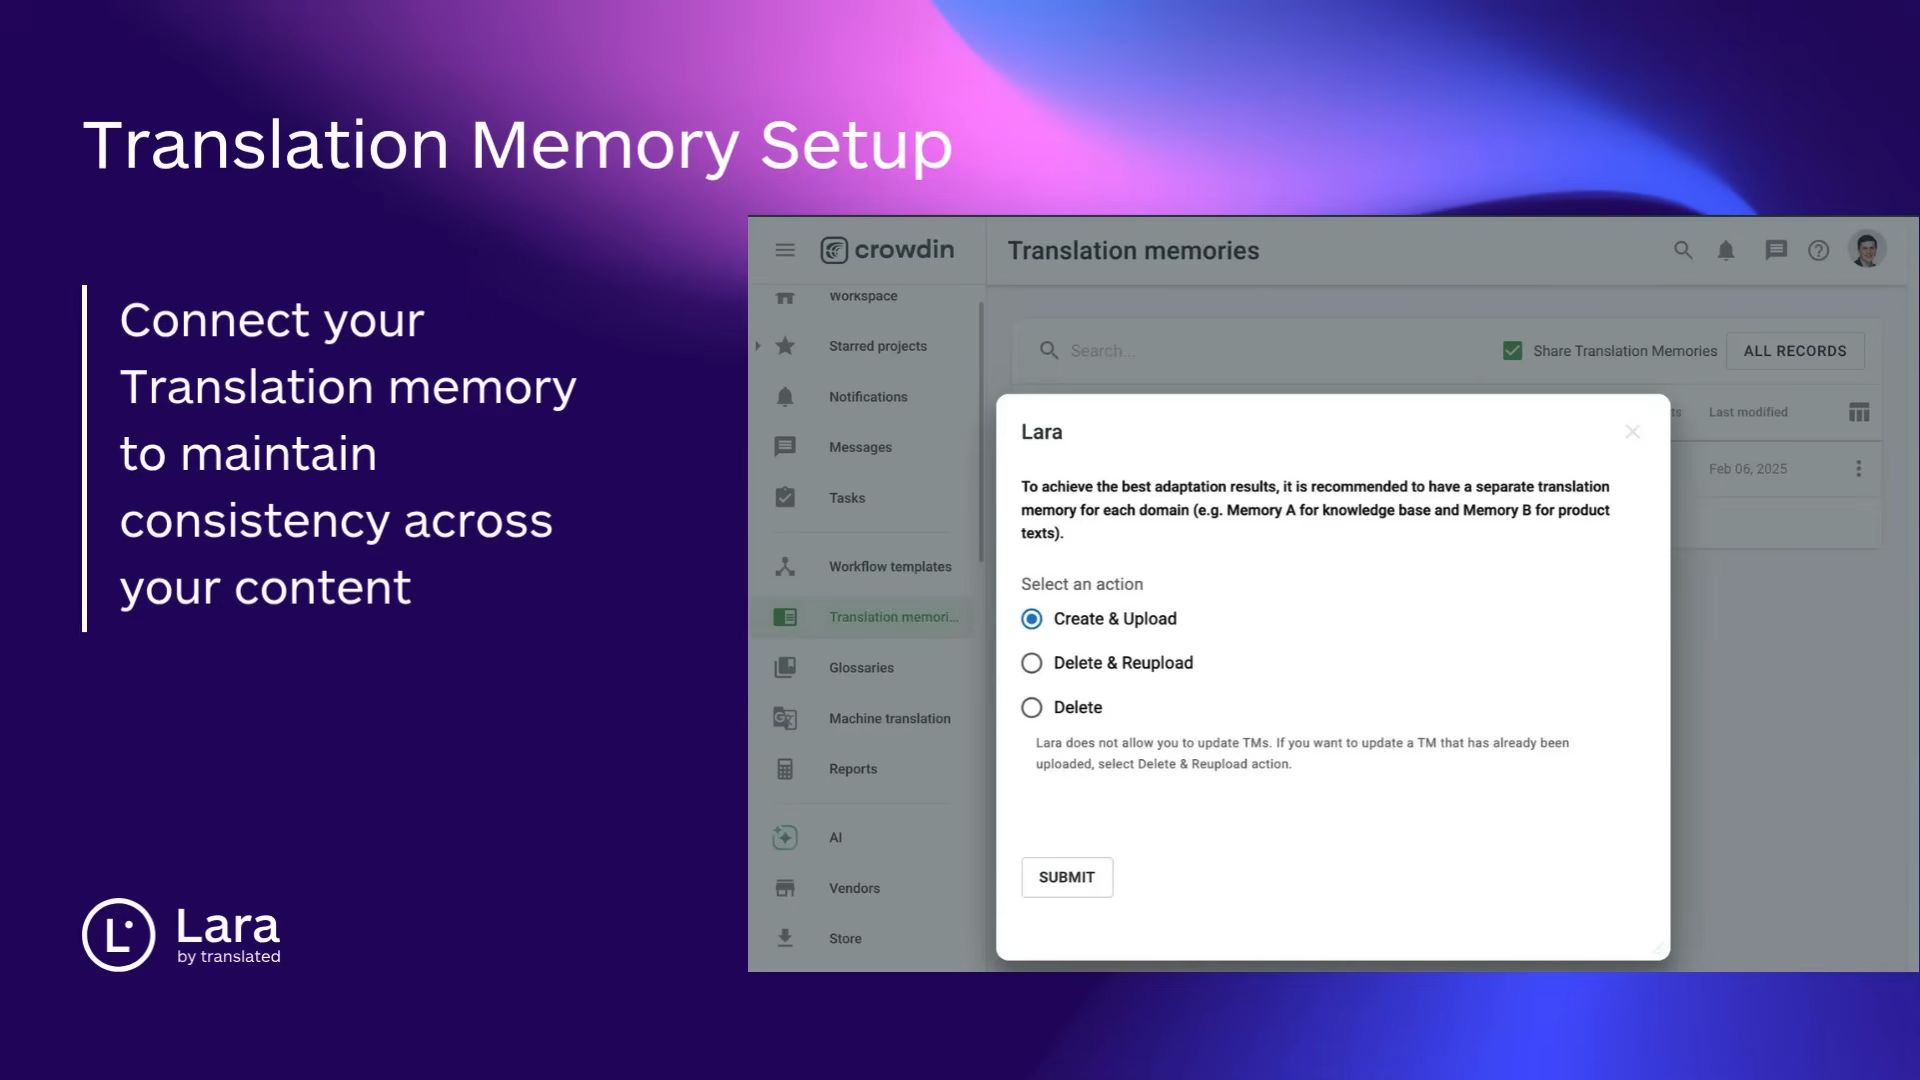 Translation Memory Setup
Connect your
Translation memory
to maintain
consistency across
your content
L
Lara
by translated
crowdin
Translation memories
Workspace
Starred projects
Notifications
Messages
Tasks
Workflow templates
Translation memori...
Glossaries
Machine translation
Reports
AI
Vendors
Store
Search...
Share Translation Memories
ALL RECORDS
ts
Last modified
Feb 06, 2025
Lara
To achieve the best adaptation results, it is recommended to have a separate translation
memory for each domain (e.g. Memory A for knowledge base and Memory B for product
texts).
Select an action
Create & Upload
Delete & Reupload
Delete
Lara does not allow you to update TMs. If you want to update a TM that has already been
uploaded, select Delete & Reupload action.
SUBMIT